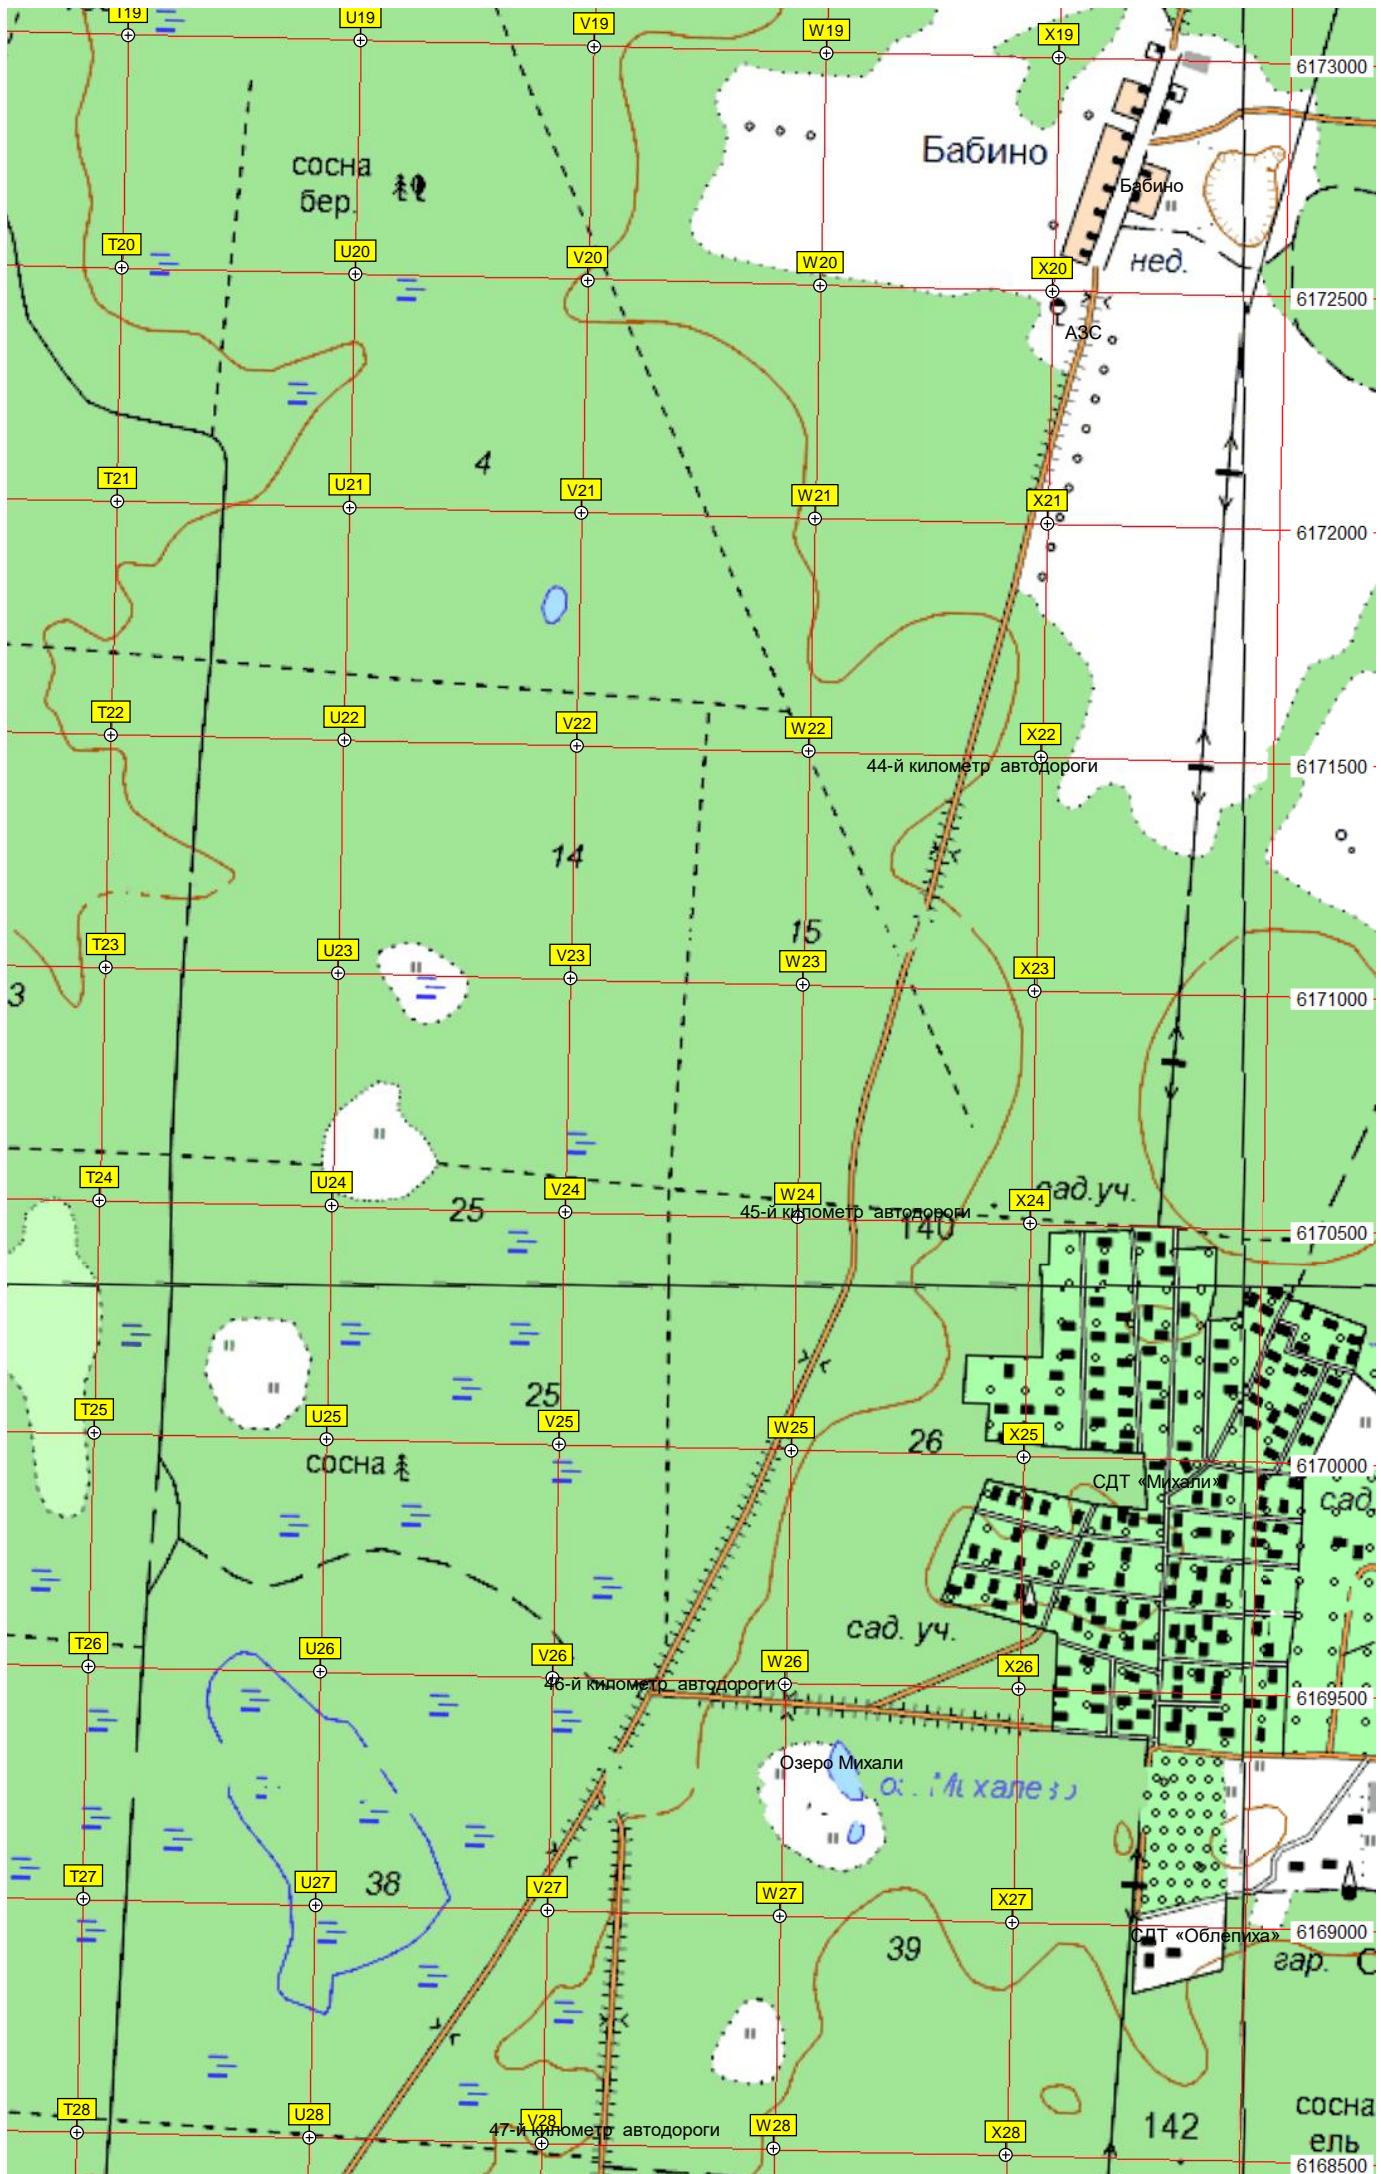 T19
U19
V19
W19
X19
6173000
Бабино
сосна
бер.
Бабино
T20
U20
V20
W20
X20
нед.
6172500
АЗС
4
T21
U21
V21
W21
X21
6172000
T22
U22
V22
W22
X22
44-й километр автодороги
6171500
14
15
T23
U23
V23
W23
X23
3
6171000
T24
U24
V24
W24
X24
сад.уч.
25
45-й километр автодороги
140
6170500
25
T25
U25
V25
W25
X25
26
сосна
6170000
СДТ «Михали»
сад.
сад. уч.
T26
U26
V26
W26
X26
46-й километр автодороги
6169500
Озеро Михали
T27
U27
V27
W27
X27
38
39
6169000
СДТ «Облепиха»
гар.
С
T28
U28
V28
W28
X28
47-й километр автодороги
142
сосна
ель
6168500